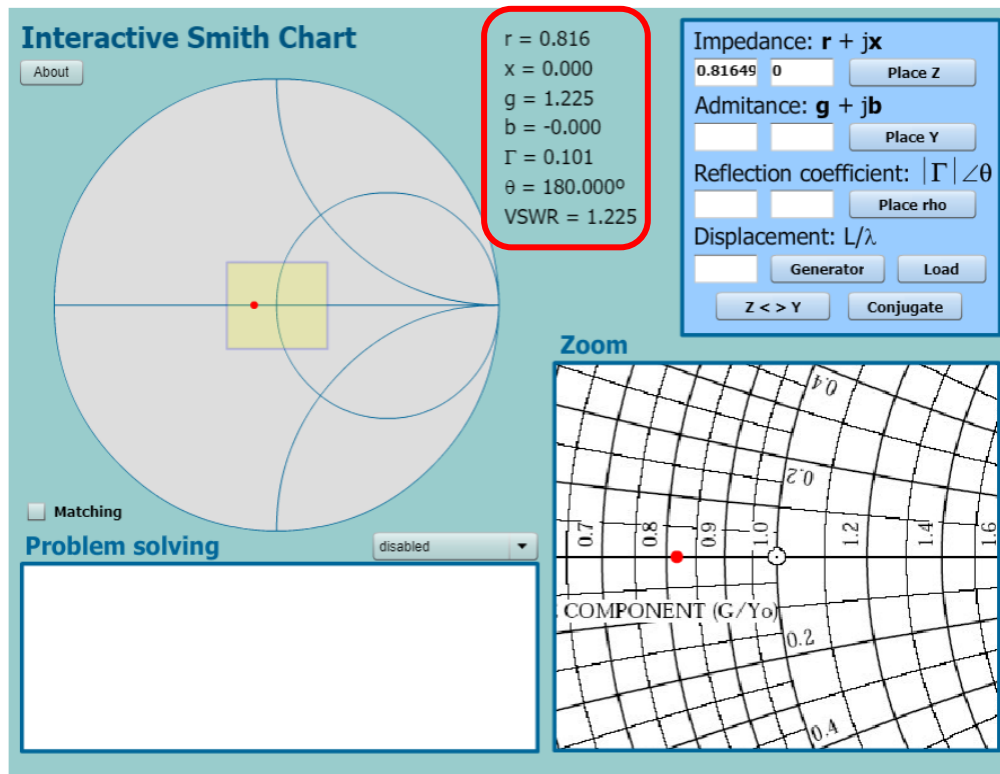 Interactive Smith Chart
About
r = 0.816
x = 0.000
g = 1.225
b = -0.000
Γ = 0.101
θ = 180.000º
VSWR = 1.225
Impedance: r + jx
0.81649 0 Place Z
Admitance: g + jb
Place Y
Reflection coefficient: |Γ|∠θ
Place rho
Displacement: L/λ
Generator Load
Z < > Y Conjugate
Matching
Problem solving
disabled
Zoom
0.4
0.2
0.7 0.8 0.9 1.0 1.2 1.4 1.6
COMPONENT (G/Yo)
0.2
0.4